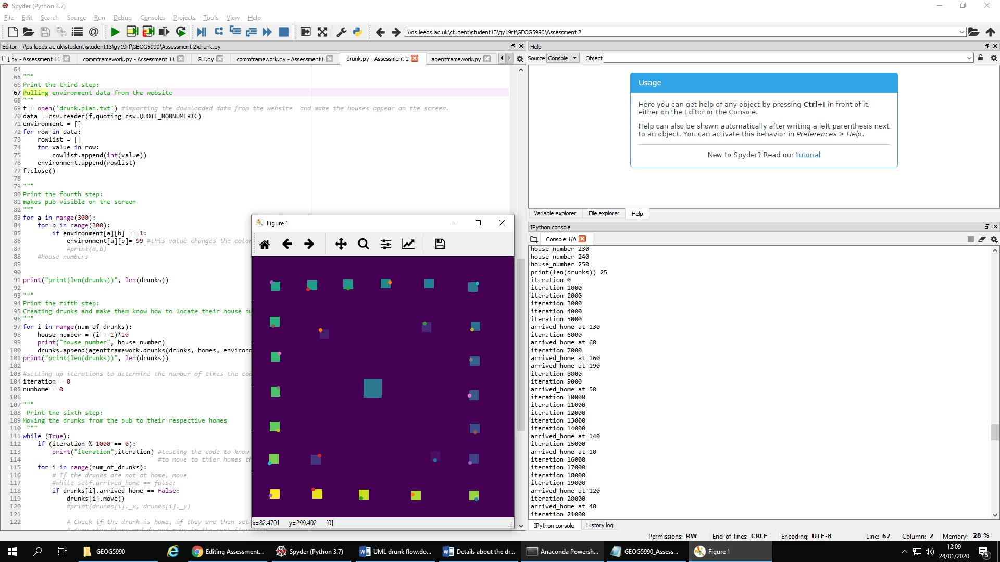 Spyder (Python 3.7)
File Edit Search Source Run Debug Consoles Projects Tools View Help
\\ds.leeds.ac.uk\student\student13\gy19rf\GEOG5990\Assessment 2
Editor - \\ds.leeds.ac.uk\student\student13\gy19rf\GEOG5990\Assessment 2\drunk.py
py - Assessment 11 commframework.py - Assessment 11 Gui.py commframework.py - Assessment1 drunk.py - Assessment 2 agentframework.py
64
65 """
66 Print the third step:
67 Pulling environment data from the website
68 """
69 f = open('drunk.plan.txt') #importing the downloaded data from the website  and make the houses appear on the screen.
70 data = csv.reader(f,quoting=csv.QUOTE_NONNUMERIC)
71 environment = []
72 for row in data:
73     rowlist = []
74     for value in row:
75         rowlist.append(int(value))
76     environment.append(rowlist)
77 f.close()
78
79 """
80 Print the fourth step:
81 makes pub visible on the screen
82 """
83 for a in range(300):
84     for b in range(300):
85         if environment[a][b] == 1:
86             environment[a][b]= 99 #this value changes the color
87             #print(a,b)
88     #house numbers
89
90
91 print("print(len(drunks))", len(drunks))
92
93 """
94 Print the fifth step:
95 Creating drunks and make them know how to locate their house nu
96 """
97 for i in range(num_of_drunks):
98     house_number = (i + 1)*10
99     print("house_number", house_number)
100     drunks.append(agentframework.drunks(drunks, homes, environm
101 print("print(len(drunks))", len(drunks))
102
103 #setting up iterations to determine the number of times the cod
104 iteration = 0
105 numhome = 0
106
107 """
108  Print the sixth step:
109 Moving the drunks from the pub to their respective homes
110  """
111 while (True):
112     if (iteration % 1000 == 0):
113         print("iteration",iteration) #testing the code to know
114                                      #to move to thier homes th
115     for i in range(num_of_drunks):
116         # If the drunks are not at home, move
117         #while self.arrived_home == false:
118         if drunks[i].arrived_home == False:
119             drunks[i].move()
120             #print(drunks[i]._x, drunks[i]._y)
121
122             # Check if the drunk is home, if they are then set
# they stay there and do not move in the next iteration
Figure 1
x=82.4701 y=299.402 [0]
Help
Source Console Object
Usage
Here you can get help of any object by pressing Ctrl+I in front of it,
either on the Editor or the Console.
Help can also be shown automatically after writing a left parenthesis next
to an object. You can activate this behavior in Preferences > Help.
New to Spyder? Read our tutorial
Variable explorer File explorer Help
IPython console
Console 1/A
house_number 230
house_number 240
house_number 250
print(len(drunks)) 25
iteration 0
iteration 1000
iteration 2000
iteration 3000
iteration 4000
iteration 5000
arrived_home at 130
iteration 6000
arrived_home at 60
iteration 7000
arrived_home at 160
arrived_home at 190
iteration 8000
iteration 9000
arrived_home at 50
iteration 10000
iteration 11000
iteration 12000
iteration 13000
iteration 14000
arrived_home at 140
iteration 15000
arrived_home at 10
iteration 16000
iteration 17000
iteration 18000
iteration 19000
arrived_home at 120
iteration 20000
arrived_home at 40
iteration 21000
IPython console History log
Permissions: RW End-of-lines: CRLF Encoding: UTF-8 Line: 67 Column: 2 Memory: 28 %
GEOG5990 Editing Assessment... Spyder (Python 3.7) UML drunk flow.do... Details about the dr... Anaconda Powersh... GEOG5990_Assess... Figure 1
12:09
24/01/2020
5